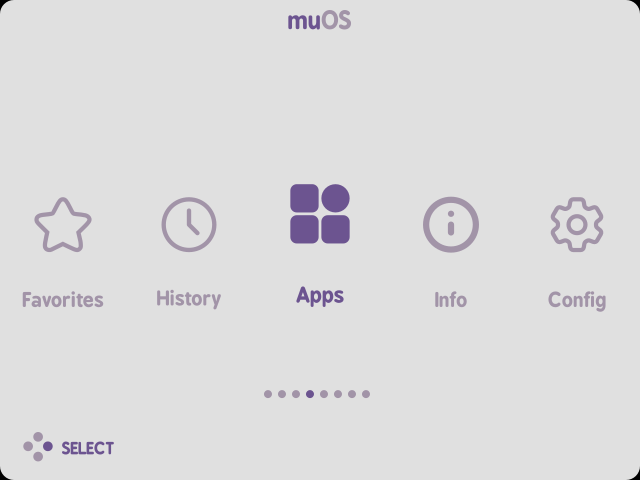 muOS
Favorites
History
Apps
Info
Config
SELECT